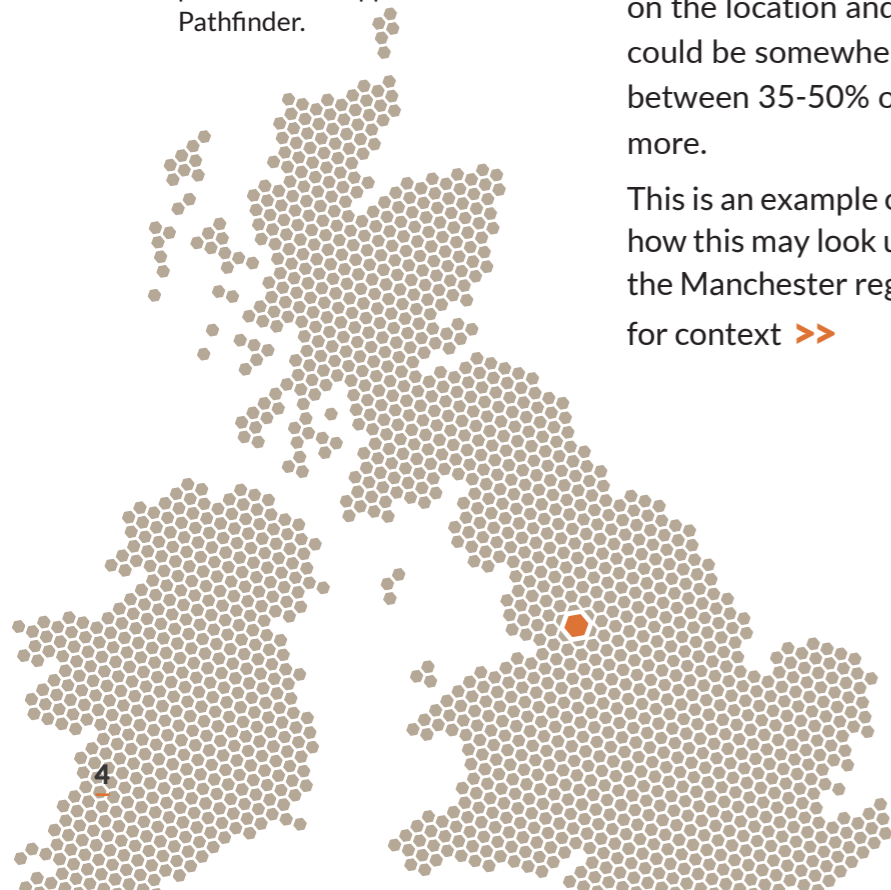 Pathfinder.
on the location and
could be somewhe
between 35-50% o
more.
This is an example o
how this may look u
the Manchester reg
for context >>
4